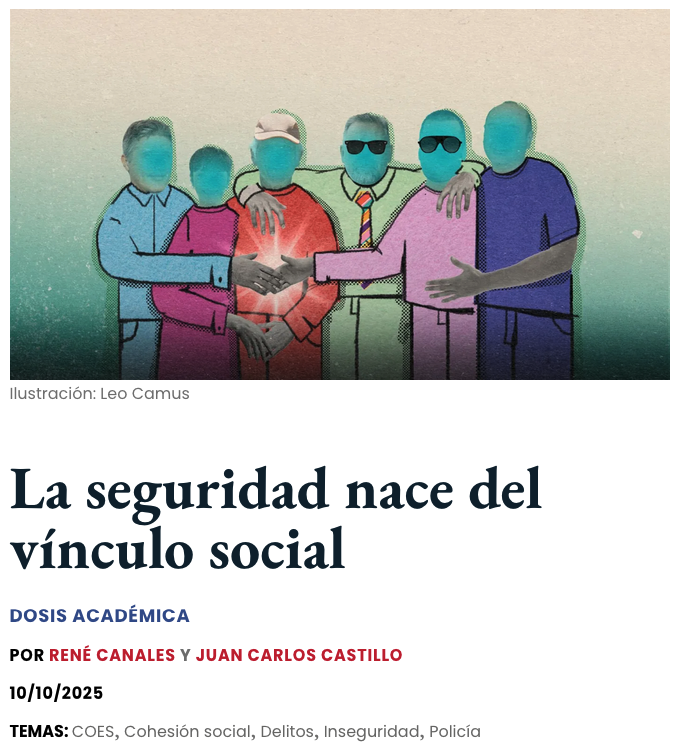 Ilustración: Leo Camus
La seguridad nace del
vínculo social
DOSIS ACADÉMICA
POR RENÉ CANALES Y JUAN CARLOS CASTILLO
10/10/2025
TEMAS: COES, Cohesión social, Delitos, Inseguridad, Policía